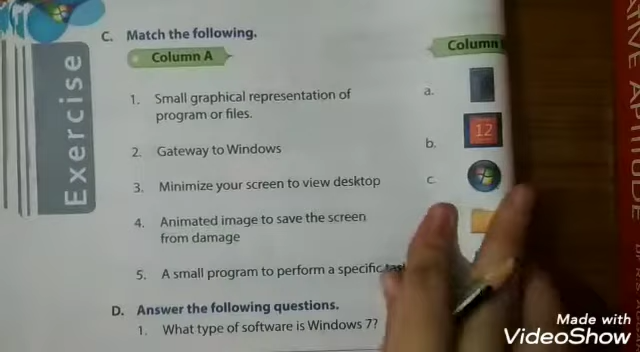 Exercise
C. Match the following.
Column A
Column
1. Small graphical representation of
program or files.
a.
2. Gateway to Windows
b.
12
3. Minimize your screen to view desktop
c.
4. Animated image to save the screen
from damage
5. A small program to perform a specific task
D. Answer the following questions.
1. What type of software is Windows 7?
APTITUDE
Made with
VideoShow